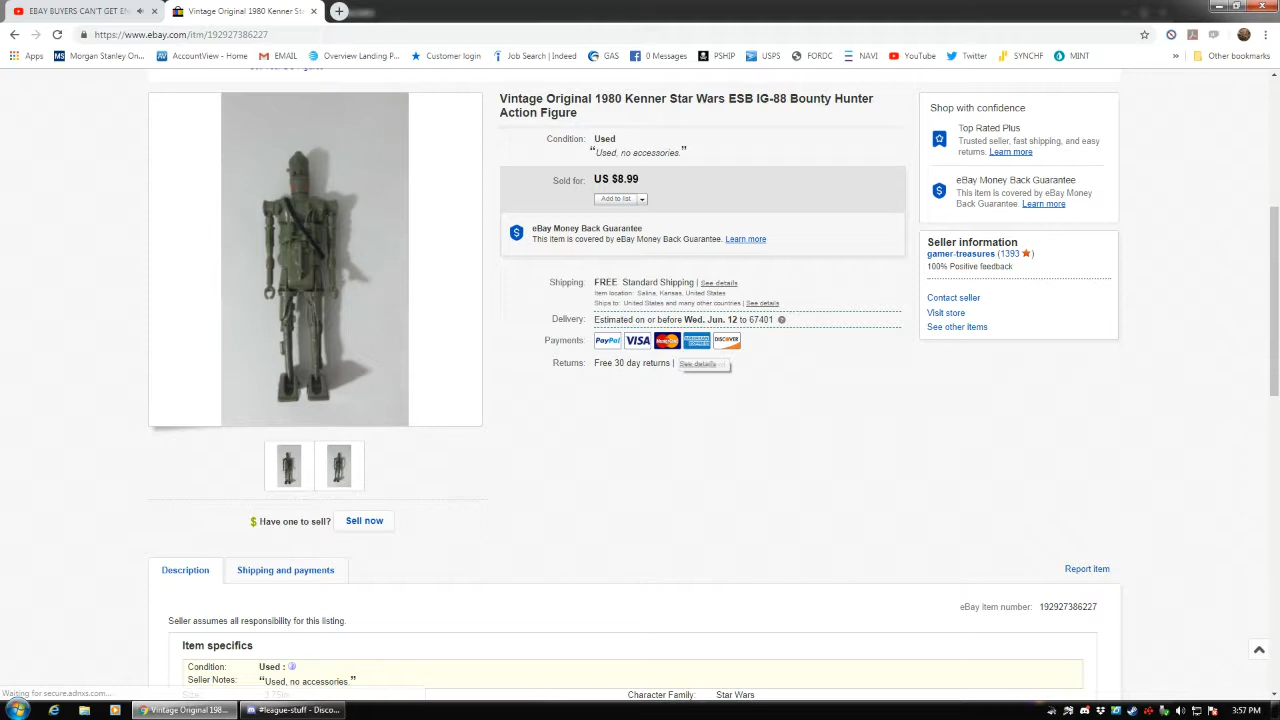 EBAY BUYERS CAN'T GET EN
Vintage Original 1980 Kenner Sta
https://www.ebay.com/itm/192927386227
Apps
Morgan Stanley On...
AccountView - Home
EMAIL
Overview Landing P...
Customer login
Job Search | Indeed
GAS
0 Messages
PSHIP
USPS
FORDC
NAVI
YouTube
Twitter
SYNCHF
MINT
»
Other bookmarks
Vintage Original 1980 Kenner Star Wars ESB IG-88 Bounty Hunter
Action Figure
Condition: Used
“Used, no accessories.”
Sold for: US $8.99
Add to list
eBay Money Back Guarantee
This item is covered by eBay Money Back Guarantee. Learn more
Shipping: FREE Standard Shipping | See details
Item location: Salina, Kansas, United States
Ships to: United States and many other countries | See details
Delivery: Estimated on or before Wed. Jun. 12 to 67401
Payments: PayPal VISA MasterCard AMERICAN EXPRESS DISCOVER
Returns: Free 30 day returns | See details
Shop with confidence
Top Rated Plus
Trusted seller, fast shipping, and easy
returns. Learn more
eBay Money Back Guarantee
This item is covered by eBay Money
Back Guarantee. Learn more
Seller information
gamer-treasures (1393 )
100% Positive feedback
Contact seller
Visit store
See other items
$ Have one to sell? Sell now
Description
Shipping and payments
Report item
eBay item number: 192927386227
Seller assumes all responsibility for this listing.
Item specifics
Condition: Used :
Seller Notes: “Used, no accessories.”
Size: 3.75in
Character Family: Star Wars
Waiting for secure.adnxs.com...
Vintage Original 198...
#league-stuff - Disco...
3:57 PM